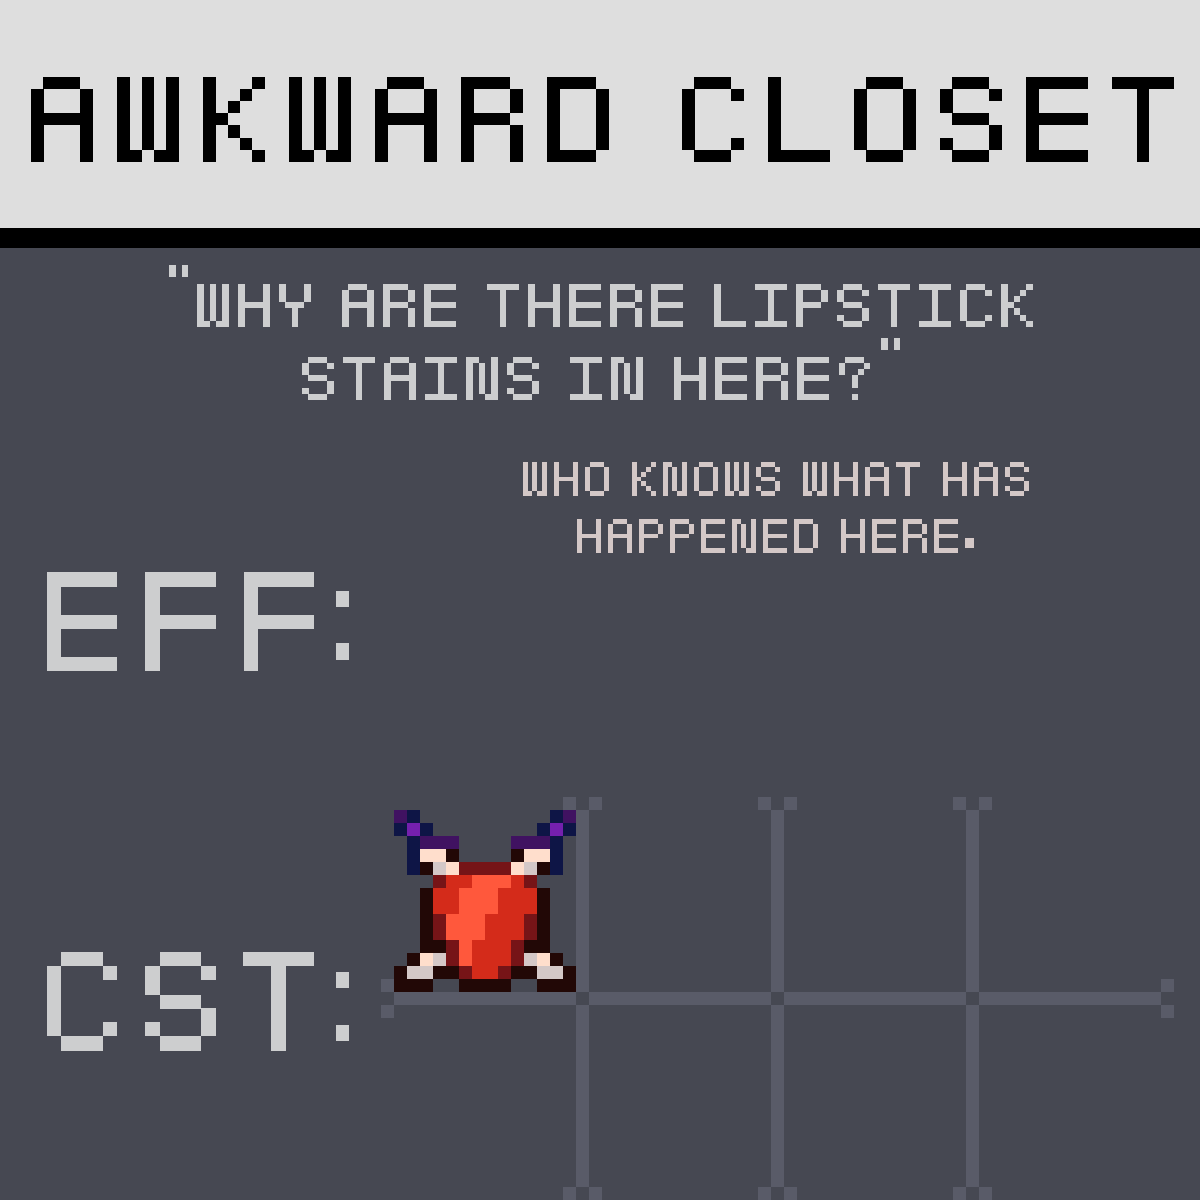 AWKWARD CLOSET
"WHY ARE THERE LIPSTICK
STAINS IN HERE?"
WHO KNOWS WHAT HAS
HAPPENED HERE.
EFF:
CST: